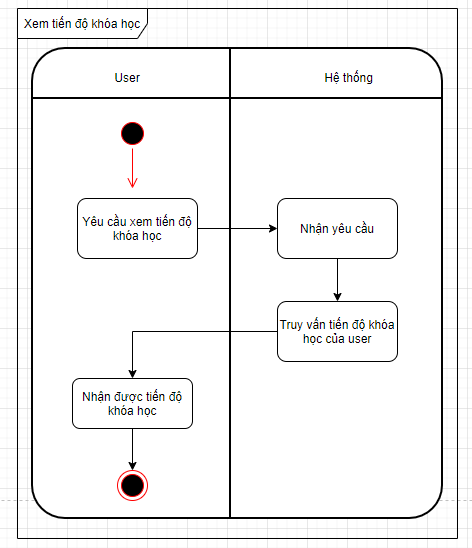 Xem tiến độ khóa học
User
Hệ thống
Yêu cầu xem tiến độ
khóa học
Nhận yêu cầu
Truy vấn tiến độ khóa
học của user
Nhận được tiến độ
khóa học